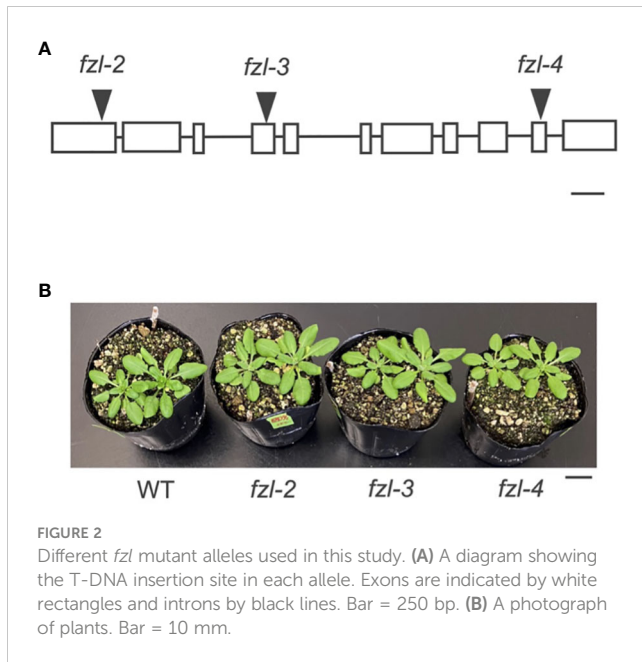 A
fzl-2
fzl-3
fzl-4
B
WT
fzl-2
fzl-3
fzl-4
FIGURE 2
Different fzl mutant alleles used in this study. (A) A diagram showing
the T-DNA insertion site in each allele. Exons are indicated by white
rectangles and introns by black lines. Bar = 250 bp. (B) A photograph
of plants. Bar = 10 mm.